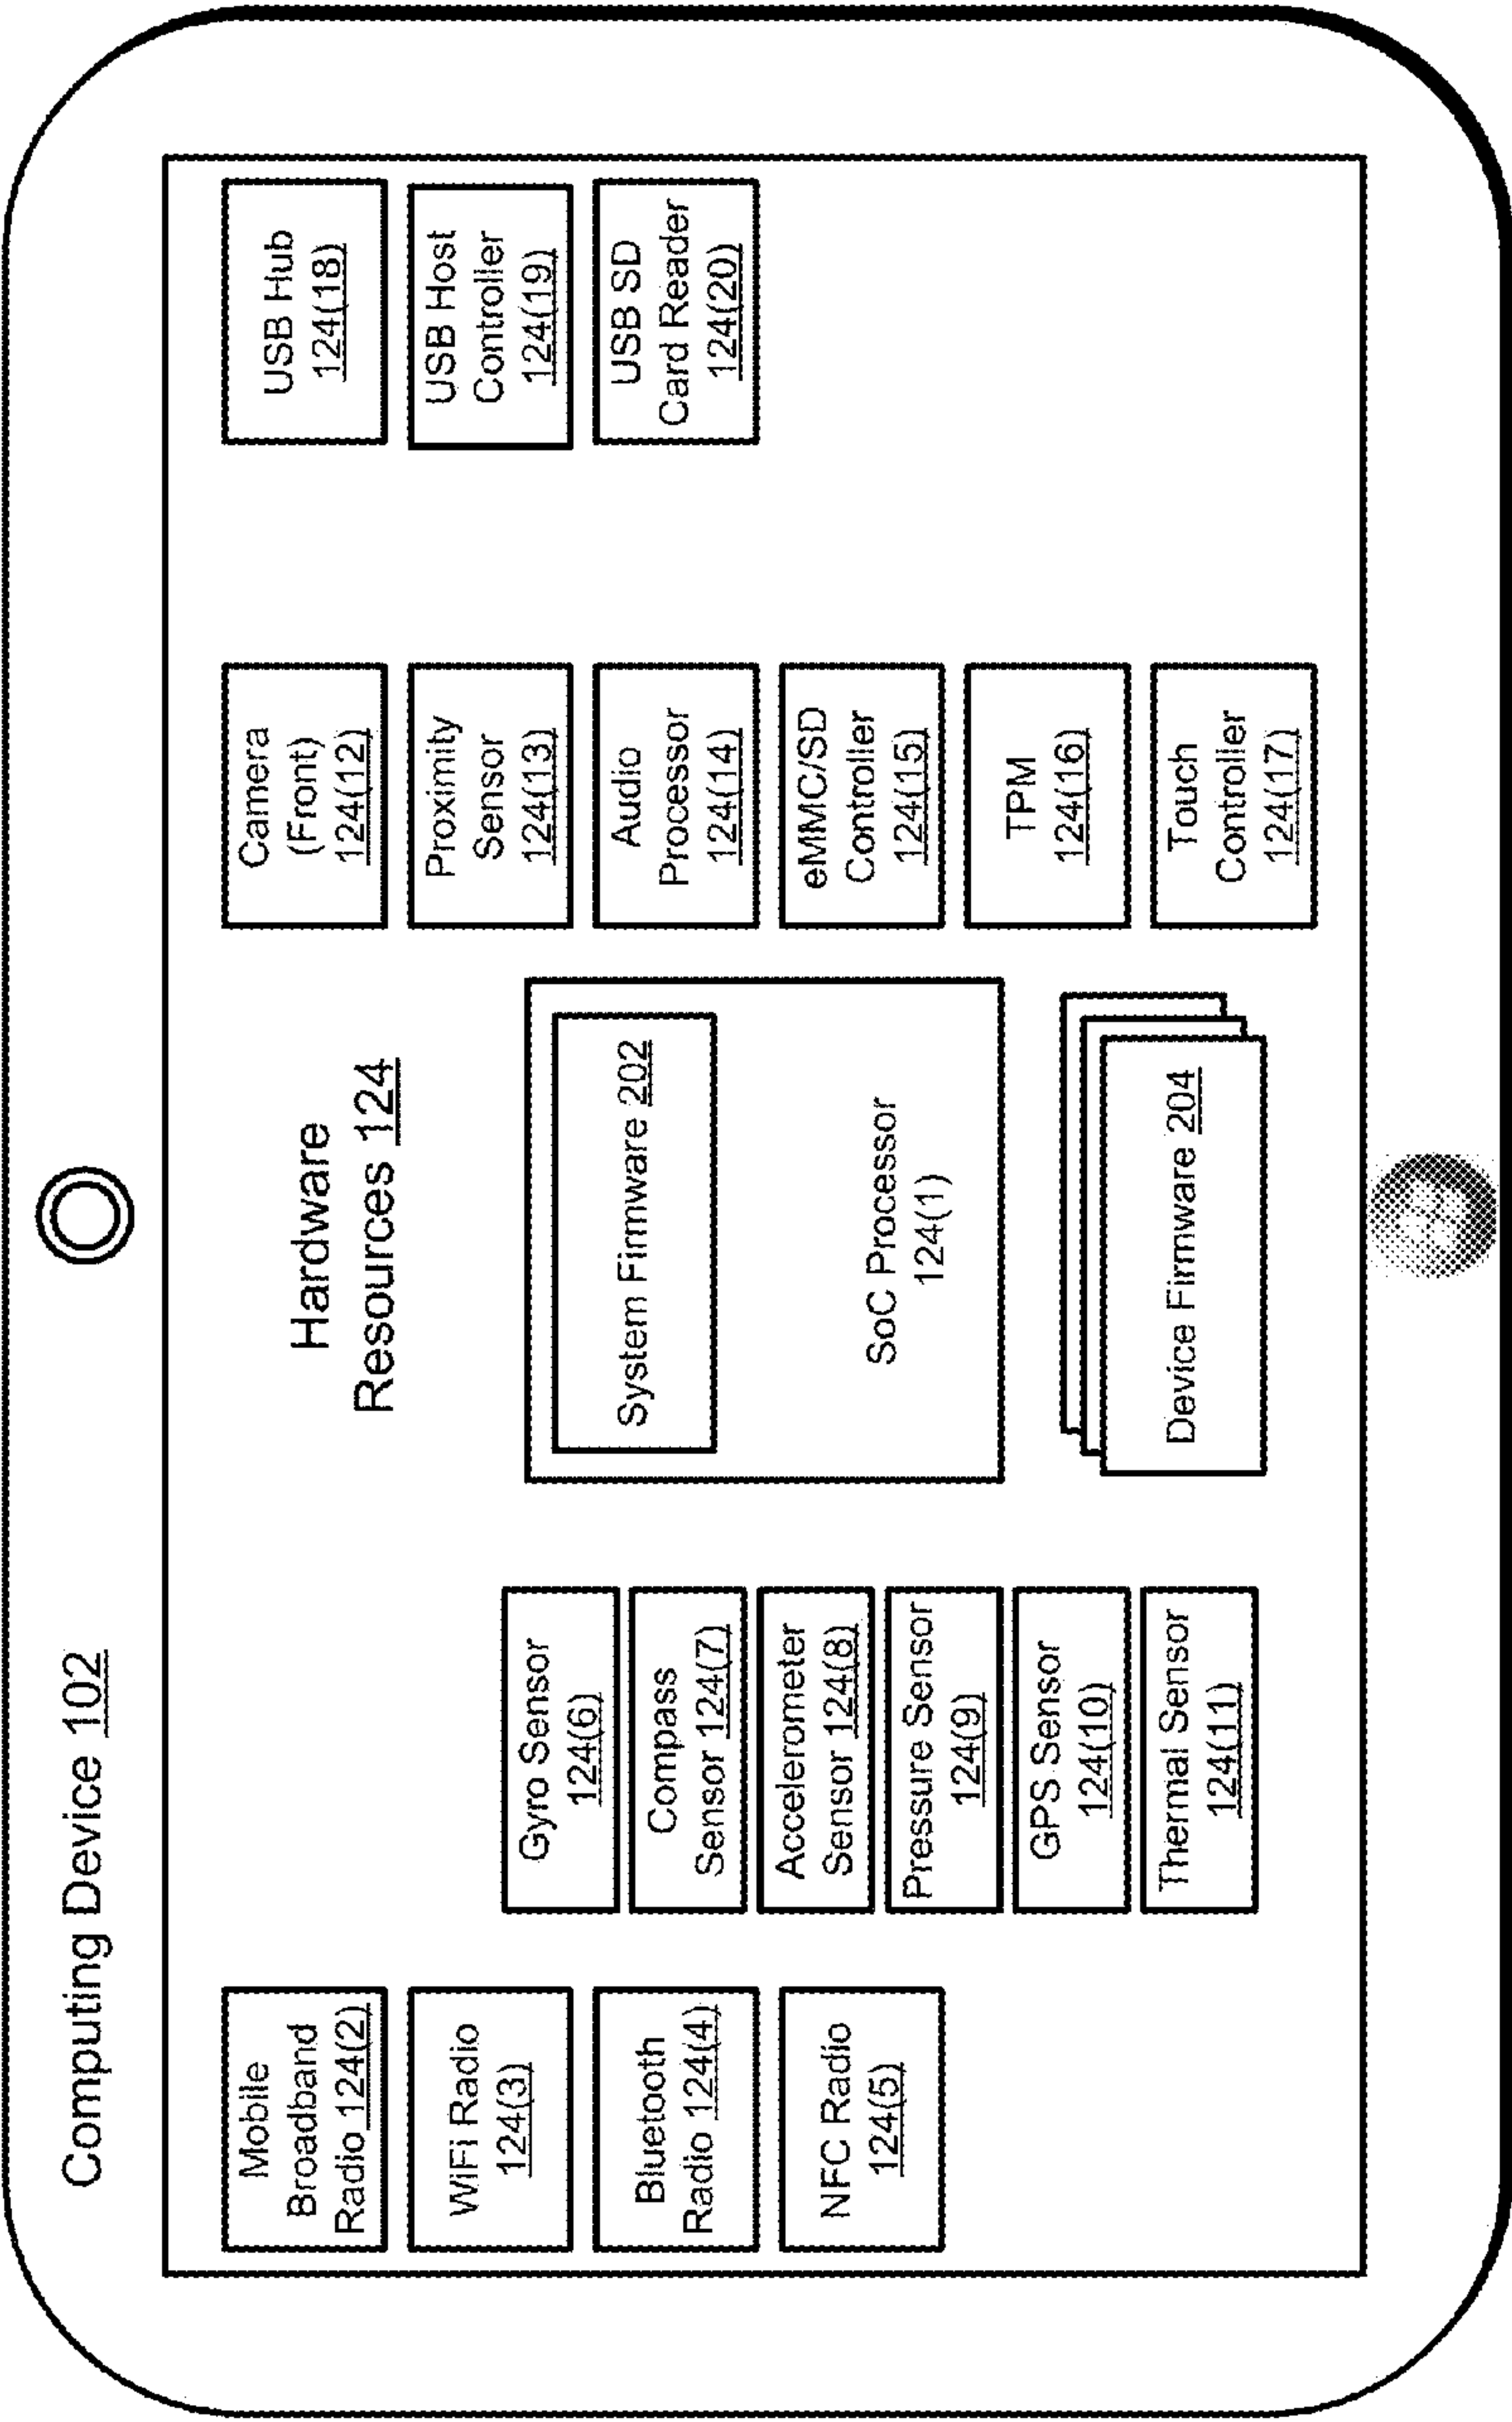 Computing Device 102
Hardware
Resources 124
Mobile
Broadband
Radio 124(2)
WiFi Radio
124(3)
Bluetooth
Radio 124(4)
NFC Radio
124(5)
Gyro Sensor
124(6)
Compass
Sensor 124(7)
Accelerometer
Sensor 124(8)
Pressure Sensor
124(9)
GPS Sensor
124(10)
Thermal Sensor
124(11)
System Firmware 202
SoC Processor
124(1)
Device Firmware 204
Camera
(Front)
124(12)
Proximity
Sensor
124(13)
Audio
Processor
124(14)
eMMC/SD
Controller
124(15)
TPM
124(16)
Touch
Controller
124(17)
USB Hub
124(18)
USB Host
Controller
124(19)
USB SD
Card Reader
124(20)